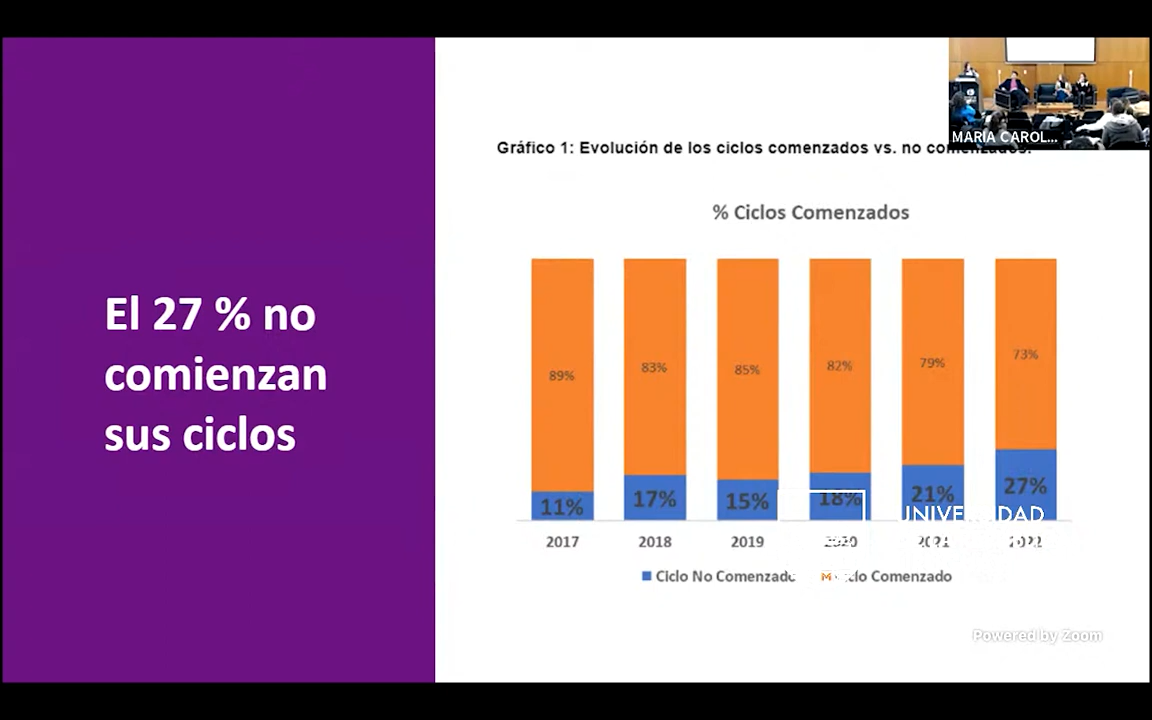 MARIA CAROL...
Gráfico 1: Evolución de los ciclos comenzados vs. no comenzados.
% Ciclos Comenzados
El 27 % no
comienzan
sus ciclos
89% 83% 85% 82% 79% 73%
11% 17% 15% 18% 21% 27%
UNIVERSIDAD
2017 2018 2019 2020 2021 2022
Ciclo No Comenzado Ciclo Comenzado
Powered by Zoom